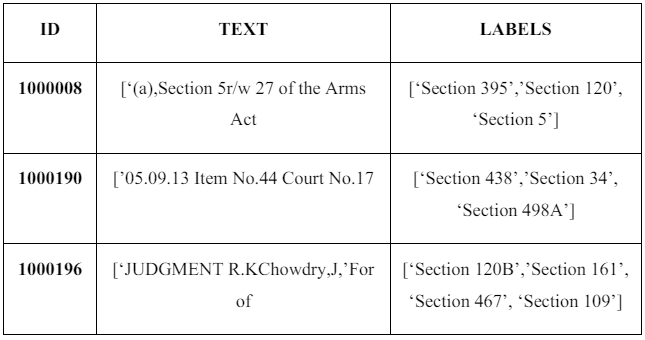 ID TEXT LABELS
1000008 [‘(a),Section 5r/w 27 of the Arms [‘Section 395’,’Section 120’,
Act ‘Section 5’]
1000190 [’05.09.13 Item No.44 Court No.17 [‘Section 438’,’Section 34’,
‘Section 498A’]
1000196 [‘JUDGMENT R.KChowdry,J,’For [‘Section 120B’,’Section 161’,
of ‘Section 467’, ‘Section 109’]